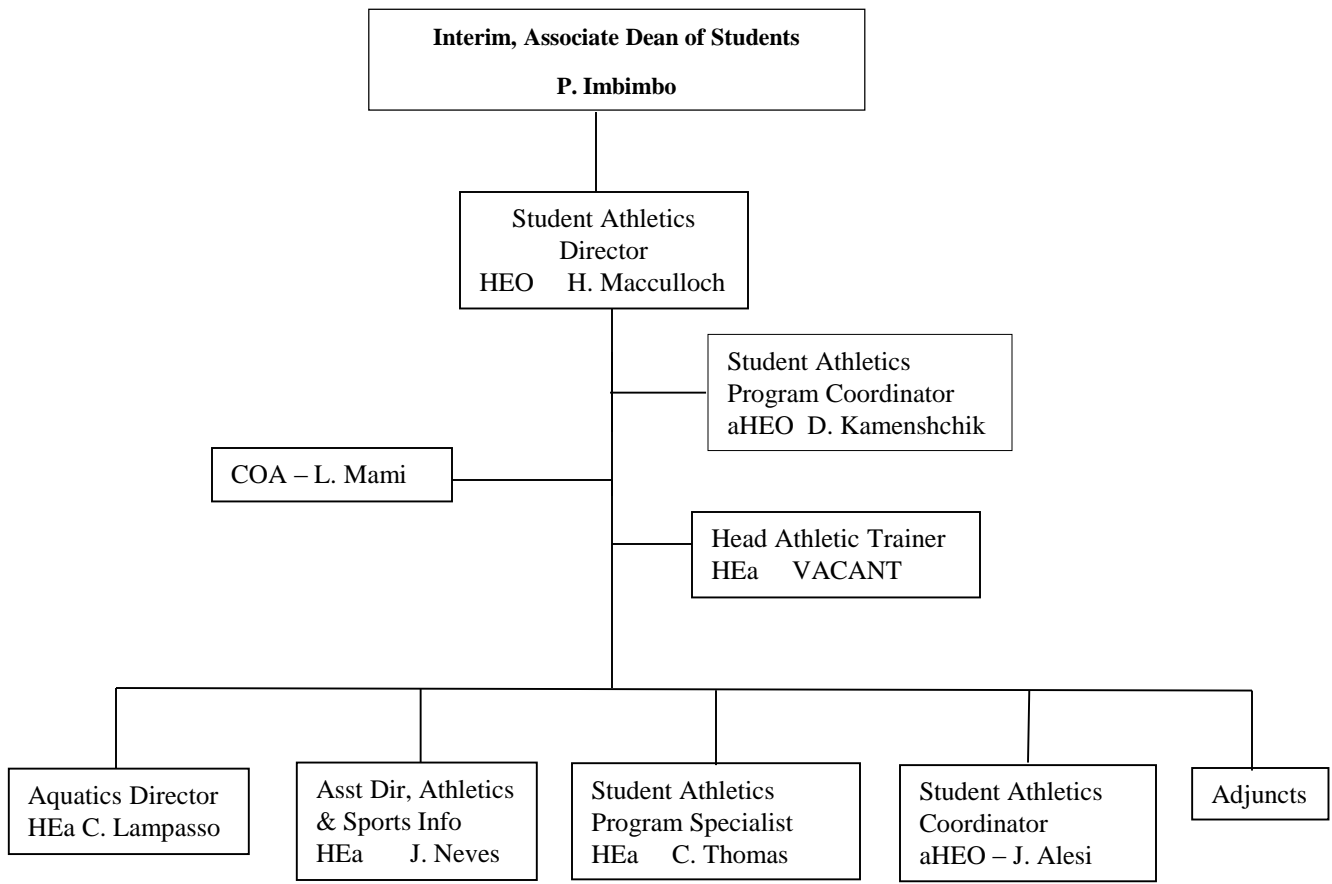 Interim, Associate Dean of Students
P. Imbimbo
Student Athletics
Director
HEO H. Macculloch
Student Athletics
Program Coordinator
aHEO D. Kamenshchik
COA – L. Mami
Head Athletic Trainer
HEa VACANT
Aquatics Director
HEa C. Lampasso
Asst Dir, Athletics
& Sports Info
HEa J. Neves
Student Athletics
Program Specialist
HEa C. Thomas
Student Athletics
Coordinator
aHEO – J. Alesi
Adjuncts